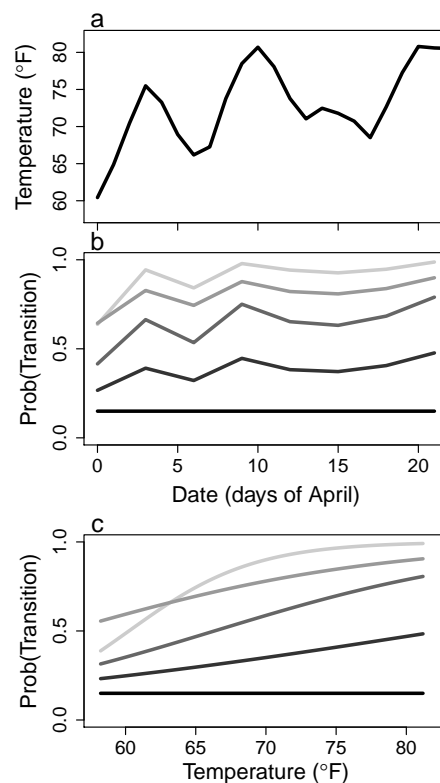 a
Temperature (°F)
80
75
70
65
60
b
Prob(Transition)
1.0
0.5
0.0
0 5 10 15 20
Date (days of April)
c
Prob(Transition)
1.0
0.5
0.0
60 65 70 75 80
Temperature (°F)